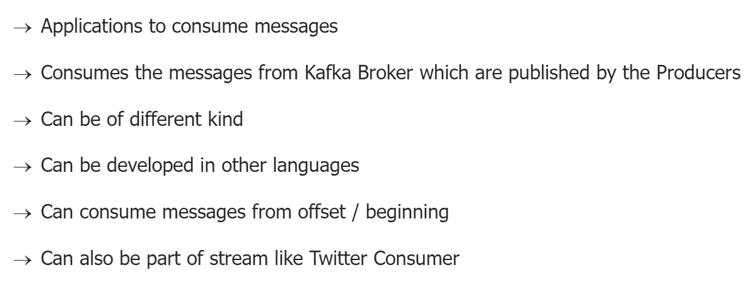 → Applications to consume messages
→ Consumes the messages from Kafka Broker which are published by the Producers
→ Can be of different kind
→ Can be developed in other languages
→ Can consume messages from offset / beginning
→ Can also be part of stream like Twitter Consumer